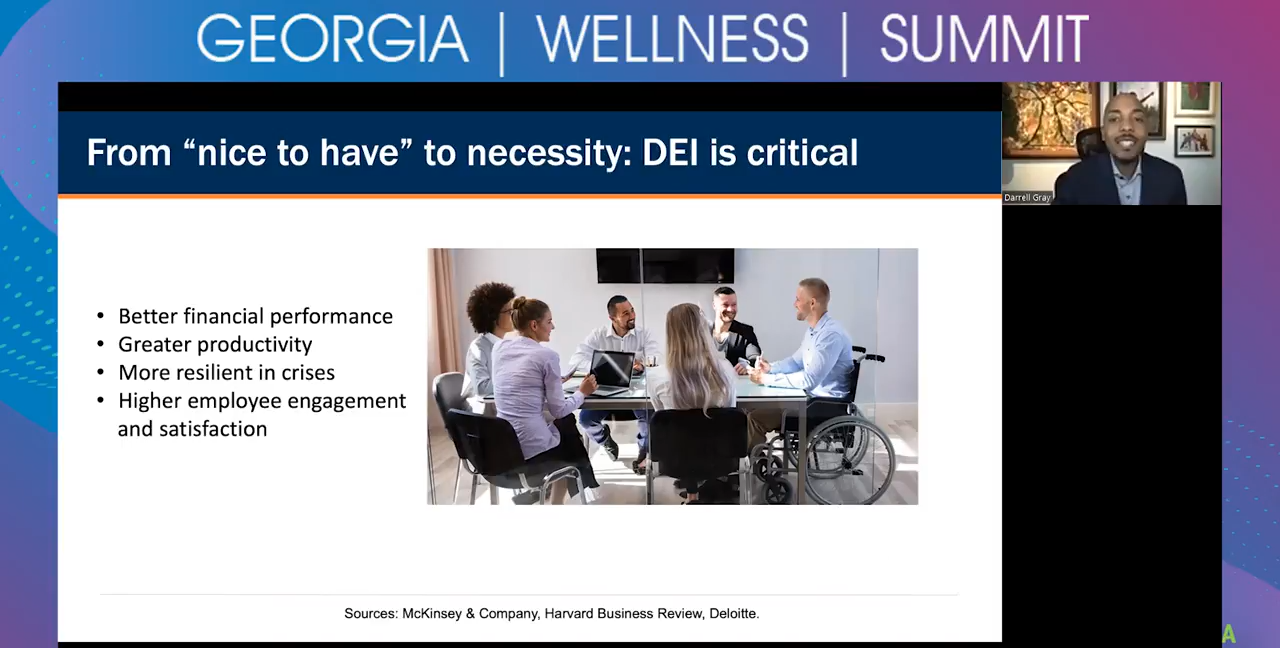 GEORGIA | WELLNESS | SUMMIT
From “nice to have” to necessity: DEI is critical
Darrell Gray
• Better financial performance
• Greater productivity
• More resilient in crises
• Higher employee engagement
and satisfaction
Sources: McKinsey & Company, Harvard Business Review, Deloitte.
A